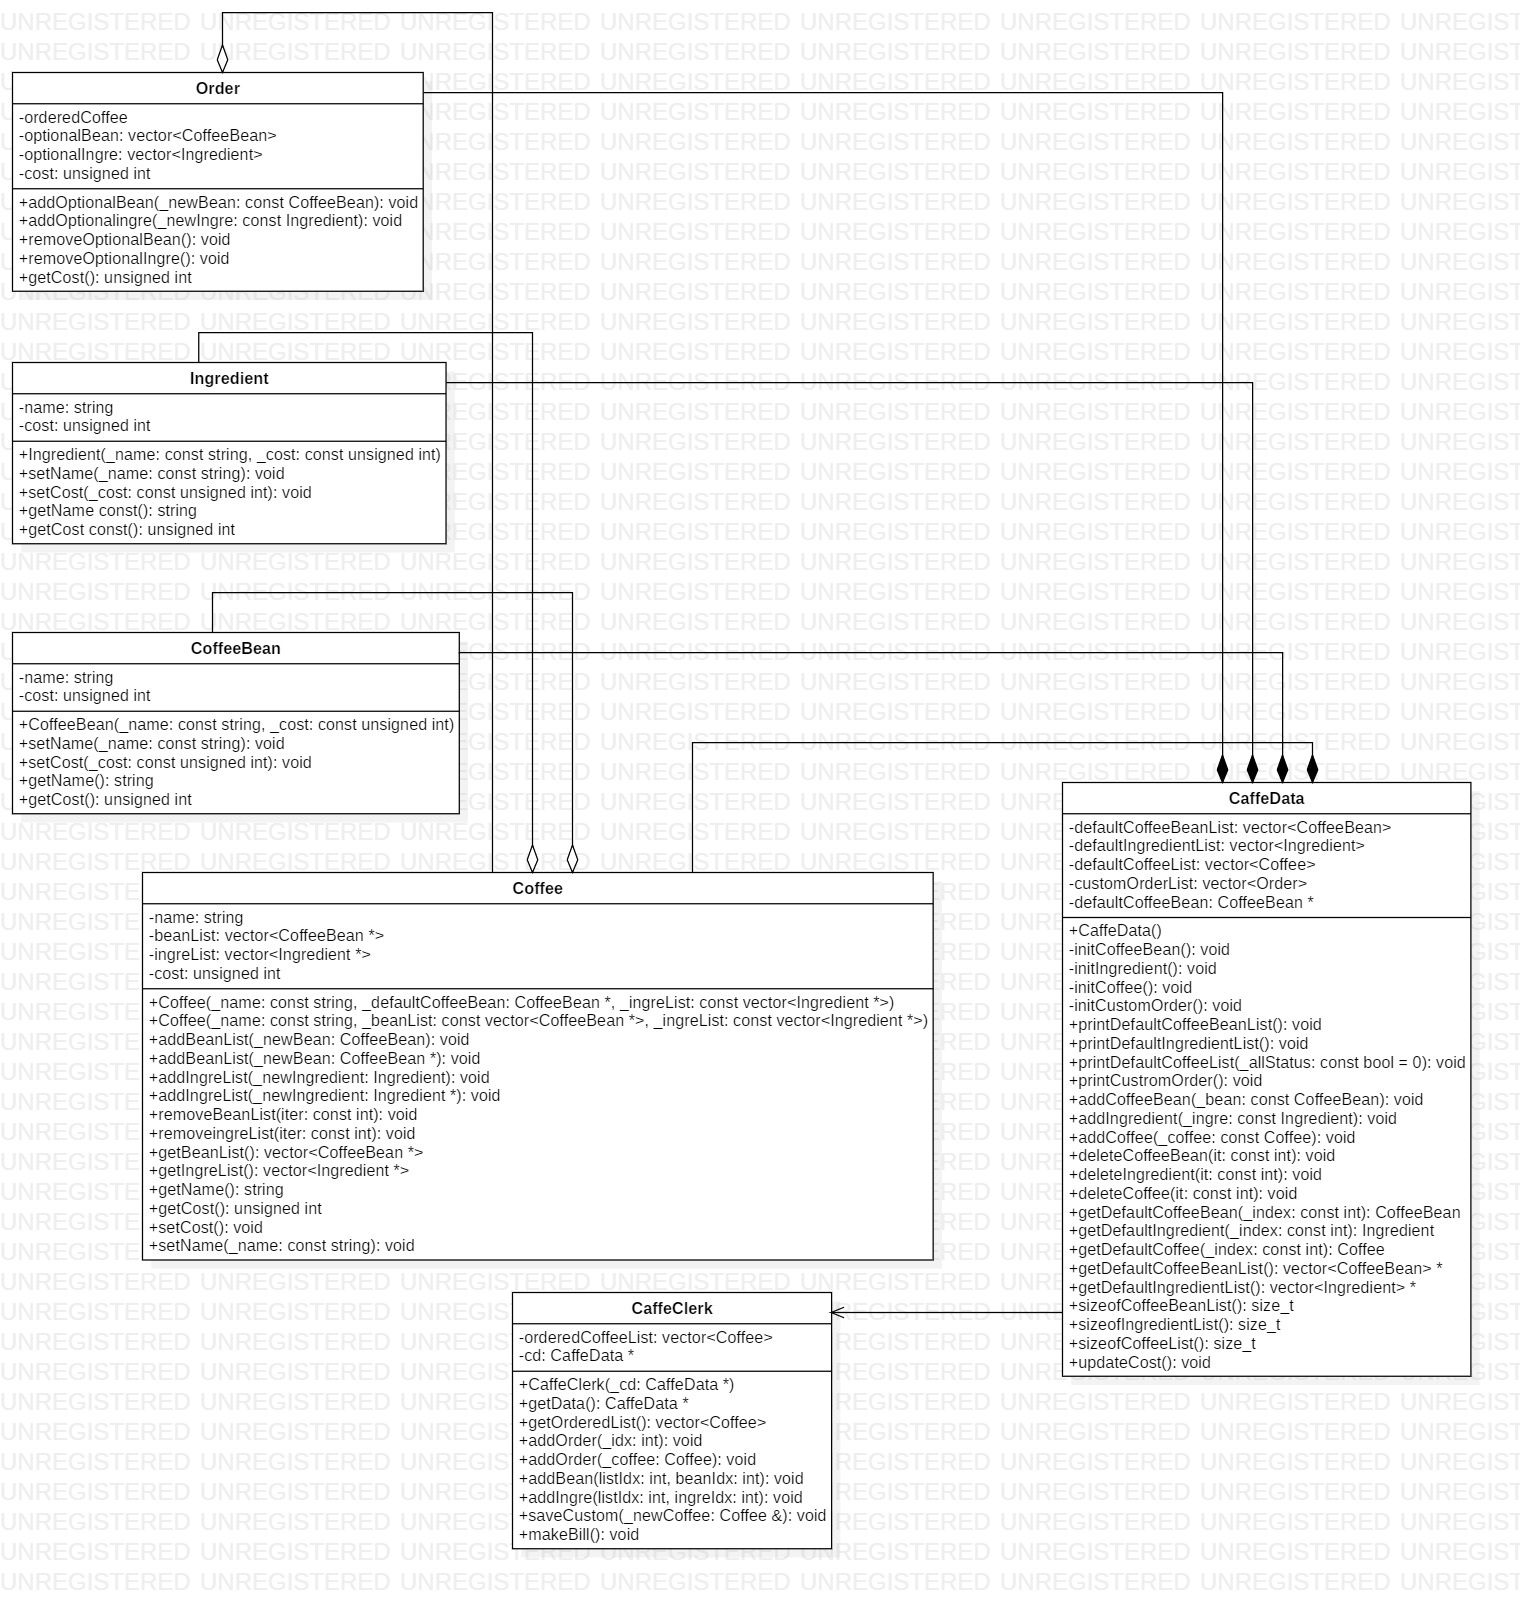 Order
-orderedCoffee
-optionalBean: vector<CoffeeBean>
-optionalIngre: vector<Ingredient>
-cost: unsigned int
+addOptionalBean(_newBean: const CoffeeBean): void
+addOptionalingre(_newIngre: const Ingredient): void
+removeOptionalBean(): void
+removeOptionalIngre(): void
+getCost(): unsigned int
Ingredient
-name: string
-cost: unsigned int
+Ingredient(_name: const string, _cost: const unsigned int)
+setName(_name: const string): void
+setCost(_cost: const unsigned int): void
+getName const(): string
+getCost const(): unsigned int
CoffeeBean
-name: string
-cost: unsigned int
+CoffeeBean(_name: const string, _cost: const unsigned int)
+setName(_name: const string): void
+setCost(_cost: const unsigned int): void
+getName(): string
+getCost(): unsigned int
Coffee
-name: string
-beanList: vector<CoffeeBean *>
-ingreList: vector<Ingredient *>
-cost: unsigned int
+Coffee(_name: const string, _defaultCoffeeBean: CoffeeBean *, _ingreList: const vector<Ingredient *>)
+Coffee(_name: const string, _beanList: const vector<CoffeeBean *>, _ingreList: const vector<Ingredient *>)
+addBeanList(_newBean: CoffeeBean): void
+addBeanList(_newBean: CoffeeBean *): void
+addIngreList(_newIngredient: Ingredient): void
+addIngreList(_newIngredient: Ingredient *): void
+removeBeanList(iter: const int): void
+removeingreList(iter: const int): void
+getBeanList(): vector<CoffeeBean *>
+getIngreList(): vector<Ingredient *>
+getName(): string
+getCost(): unsigned int
+setCost(): void
+setName(_name: const string): void
CaffeData
-defaultCoffeeBeanList: vector<CoffeeBean>
-defaultIngredientList: vector<Ingredient>
-defaultCoffeeList: vector<Coffee>
-customOrderList: vector<Order>
-defaultCoffeeBean: CoffeeBean *
+CaffeData()
-initCoffeeBean(): void
-initIngredient(): void
-initCoffee(): void
-initCustomOrder(): void
+printDefaultCoffeeBeanList(): void
+printDefaultIngredientList(): void
+printDefaultCoffeeList(_allStatus: const bool = 0): void
+printCustromOrder(): void
+addCoffeeBean(_bean: const CoffeeBean): void
+addIngredient(_ingre: const Ingredient): void
+addCoffee(_coffee: const Coffee): void
+deleteCoffeeBean(it: const int): void
+deleteIngredient(it: const int): void
+deleteCoffee(it: const int): void
+getDefaultCoffeeBean(_index: const int): CoffeeBean
+getDefaultIngredient(_index: const int): Ingredient
+getDefaultCoffee(_index: const int): Coffee
+getDefaultCoffeeBeanList(): vector<CoffeeBean> *
+getDefaultIngredientList(): vector<Ingredient> *
+sizeofCoffeeBeanList(): size_t
+sizeofIngredientList(): size_t
+sizeofCoffeeList(): size_t
+updateCost(): void
CaffeClerk
-orderedCoffeeList: vector<Coffee>
-cd: CaffeData *
+CaffeClerk(_cd: CaffeData *)
+getData(): CaffeData *
+getOrderedList(): vector<Coffee>
+addOrder(_idx: int): void
+addOrder(_coffee: Coffee): void
+addBean(listIdx: int, beanIdx: int): void
+addIngre(listIdx: int, ingreIdx: int): void
+saveCustom(_newCoffee: Coffee &): void
+makeBill(): void
UNREGISTERED